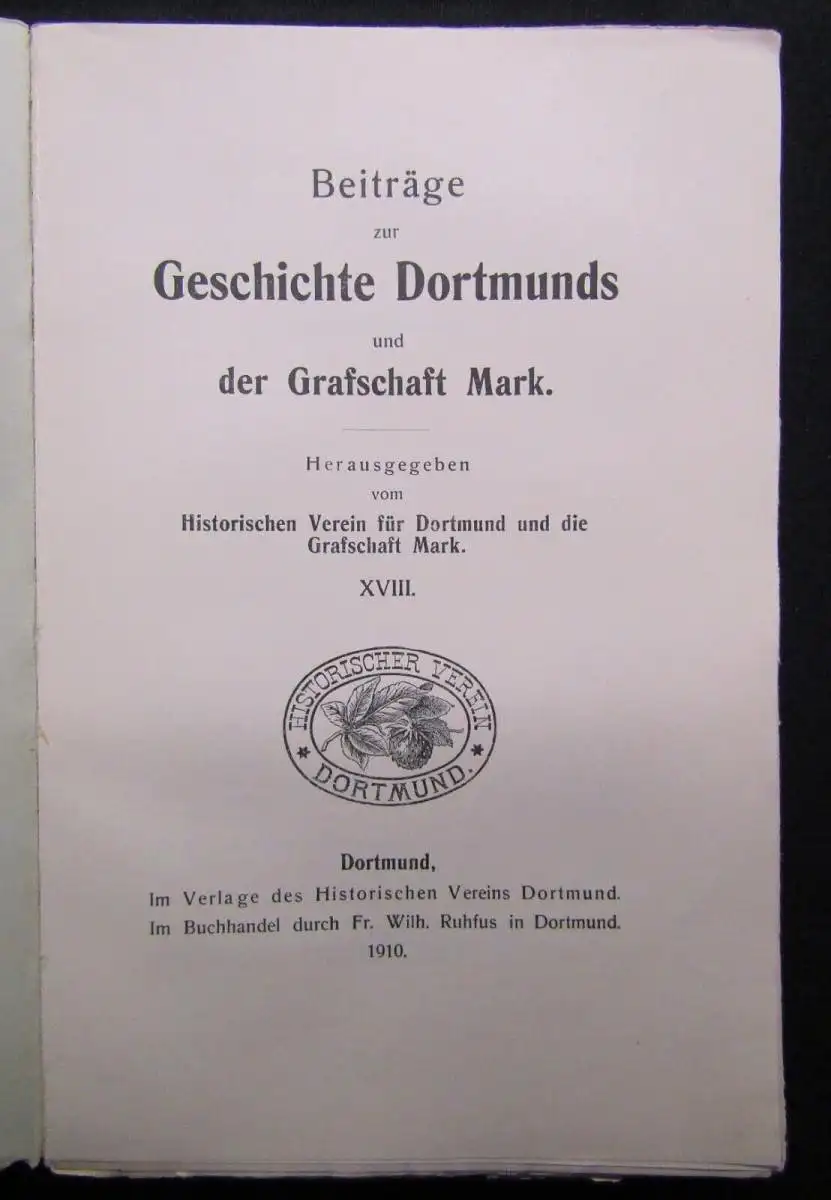 Beiträge
zur
Geschichte Dortmunds
und
der Grafschaft Mark.
Herausgegeben
vom
Historischen Verein für Dortmund und die
Grafschaft Mark.
XVIII.
HISTORISCHER VEREIN
* DORTMUND. *
Dortmund,
Im Verlage des Historischen Vereins Dortmund.
Im Buchhandel durch Fr. Wilh. Ruhfus in Dortmund.
1910.